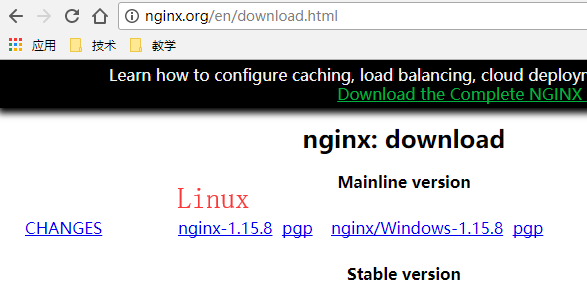 nginx.org/en/download.html
应用 技术 教学
Learn how to configure caching, load balancing, cloud deploym
Download the Complete NGINX
nginx: download
Mainline version
Linux
CHANGES nginx-1.15.8 pgp nginx/Windows-1.15.8 pgp
Stable version